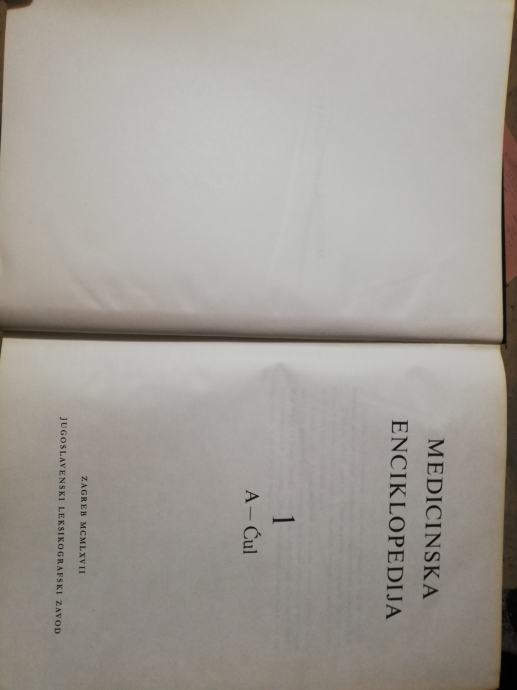 MEDICINSKA
ENCIKLOPEDIJA
1
A – Ćul
ZAGREB MCMLXVII
JUGOSLAVENSKI LEKSIKOGRAFSKI ZAVOD